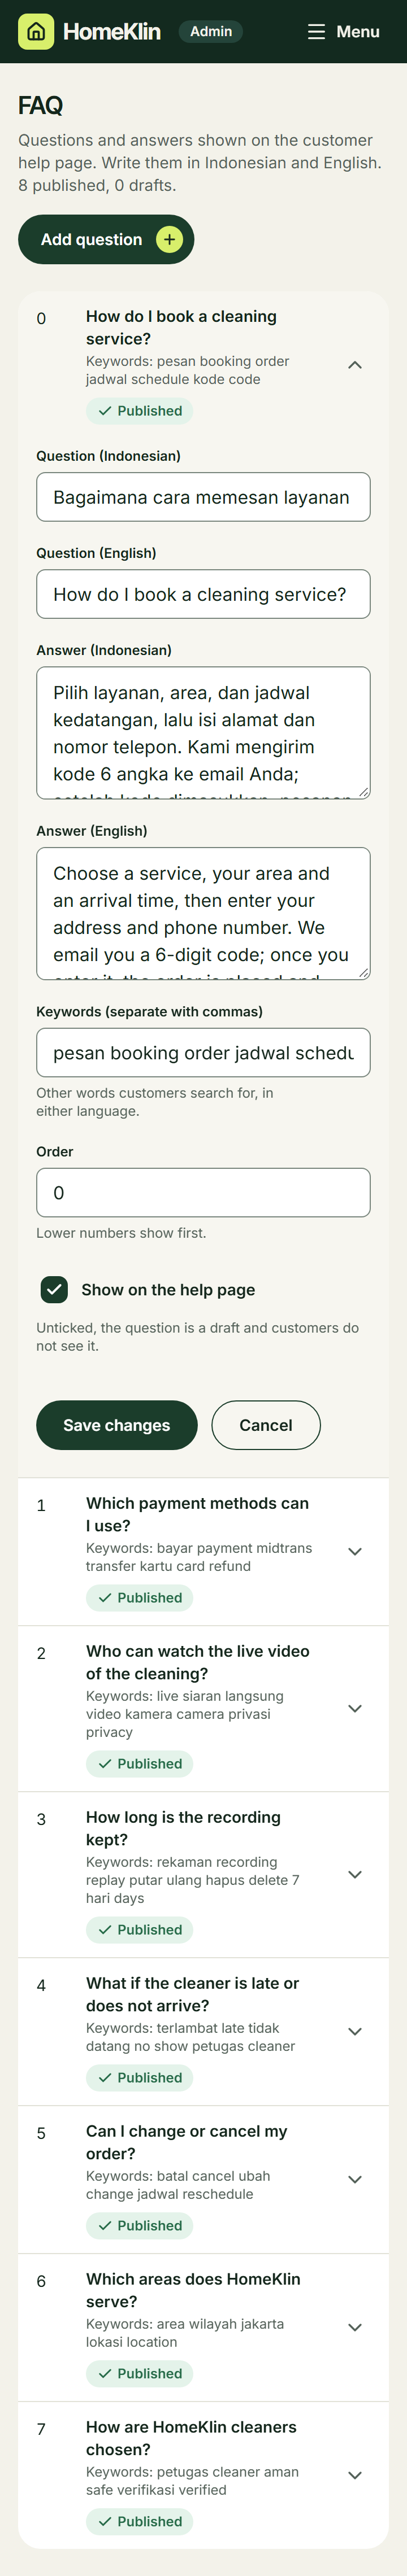 HomeKlin
Admin
Menu
FAQ
Questions and answers shown on the customer
help page. Write them in Indonesian and English.
8 published, 0 drafts.
Add question
0
How do I book a cleaning
service?
Keywords: pesan booking order
jadwal schedule kode code
Published
Question (Indonesian)
Bagaimana cara memesan layanan
Question (English)
How do I book a cleaning service?
Answer (Indonesian)
Pilih layanan, area, dan jadwal
kedatangan, lalu isi alamat dan
nomor telepon. Kami mengirim
kode 6 angka ke email Anda;
Answer (English)
Choose a service, your area and
an arrival time, then enter your
address and phone number. We
email you a 6-digit code; once you
Keywords (separate with commas)
pesan booking order jadwal schedu
Other words customers search for, in
either language.
Order
0
Lower numbers show first.
Show on the help page
Unticked, the question is a draft and customers do
not see it.
Save changes
Cancel
1
Which payment methods can
I use?
Keywords: bayar payment midtrans
transfer kartu card refund
Published
2
Who can watch the live video
of the cleaning?
Keywords: live siaran langsung
video kamera camera privasi
privacy
Published
3
How long is the recording
kept?
Keywords: rekaman recording
replay putar ulang hapus delete 7
hari days
Published
4
What if the cleaner is late or
does not arrive?
Keywords: terlambat late tidak
datang no show petugas cleaner
Published
5
Can I change or cancel my
order?
Keywords: batal cancel ubah
change jadwal reschedule
Published
6
Which areas does HomeKlin
serve?
Keywords: area wilayah jakarta
lokasi location
Published
7
How are HomeKlin cleaners
chosen?
Keywords: petugas cleaner aman
safe verifikasi verified
Published